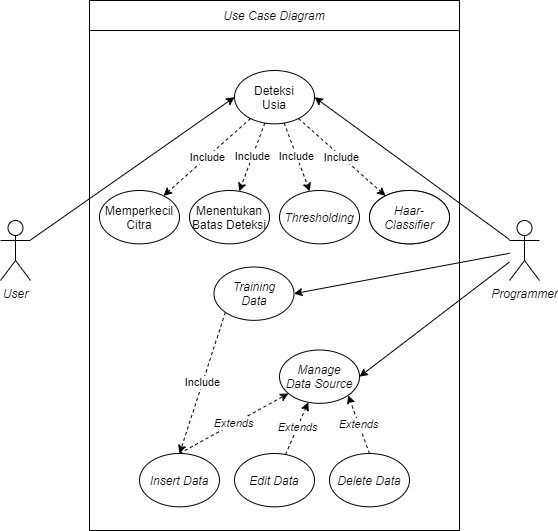 Use Case Diagram
Deteksi
Usia
Include
Include
Include
Include
Memperkecil
Citra
Menentukan
Batas Deteksi
Thresholding
Haar-
Classifier
User
Programmer
Training
Data
Manage
Data Source
Include
Extends
Extends
Extends
Insert Data
Edit Data
Delete Data